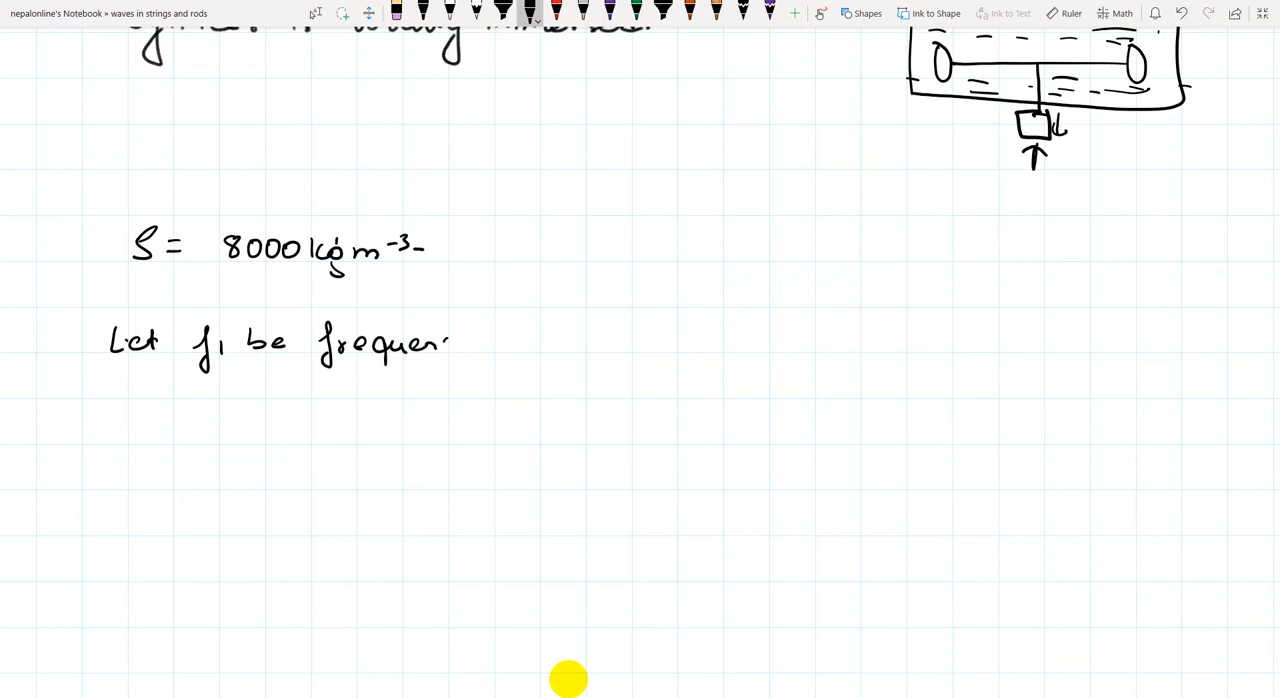 nepalonline's Notebook » waves in strings and rods
Shapes
Ink to Shape
Ink to Text
Ruler
Math
S = 8000 kg m⁻³
Let f₁ be frequen